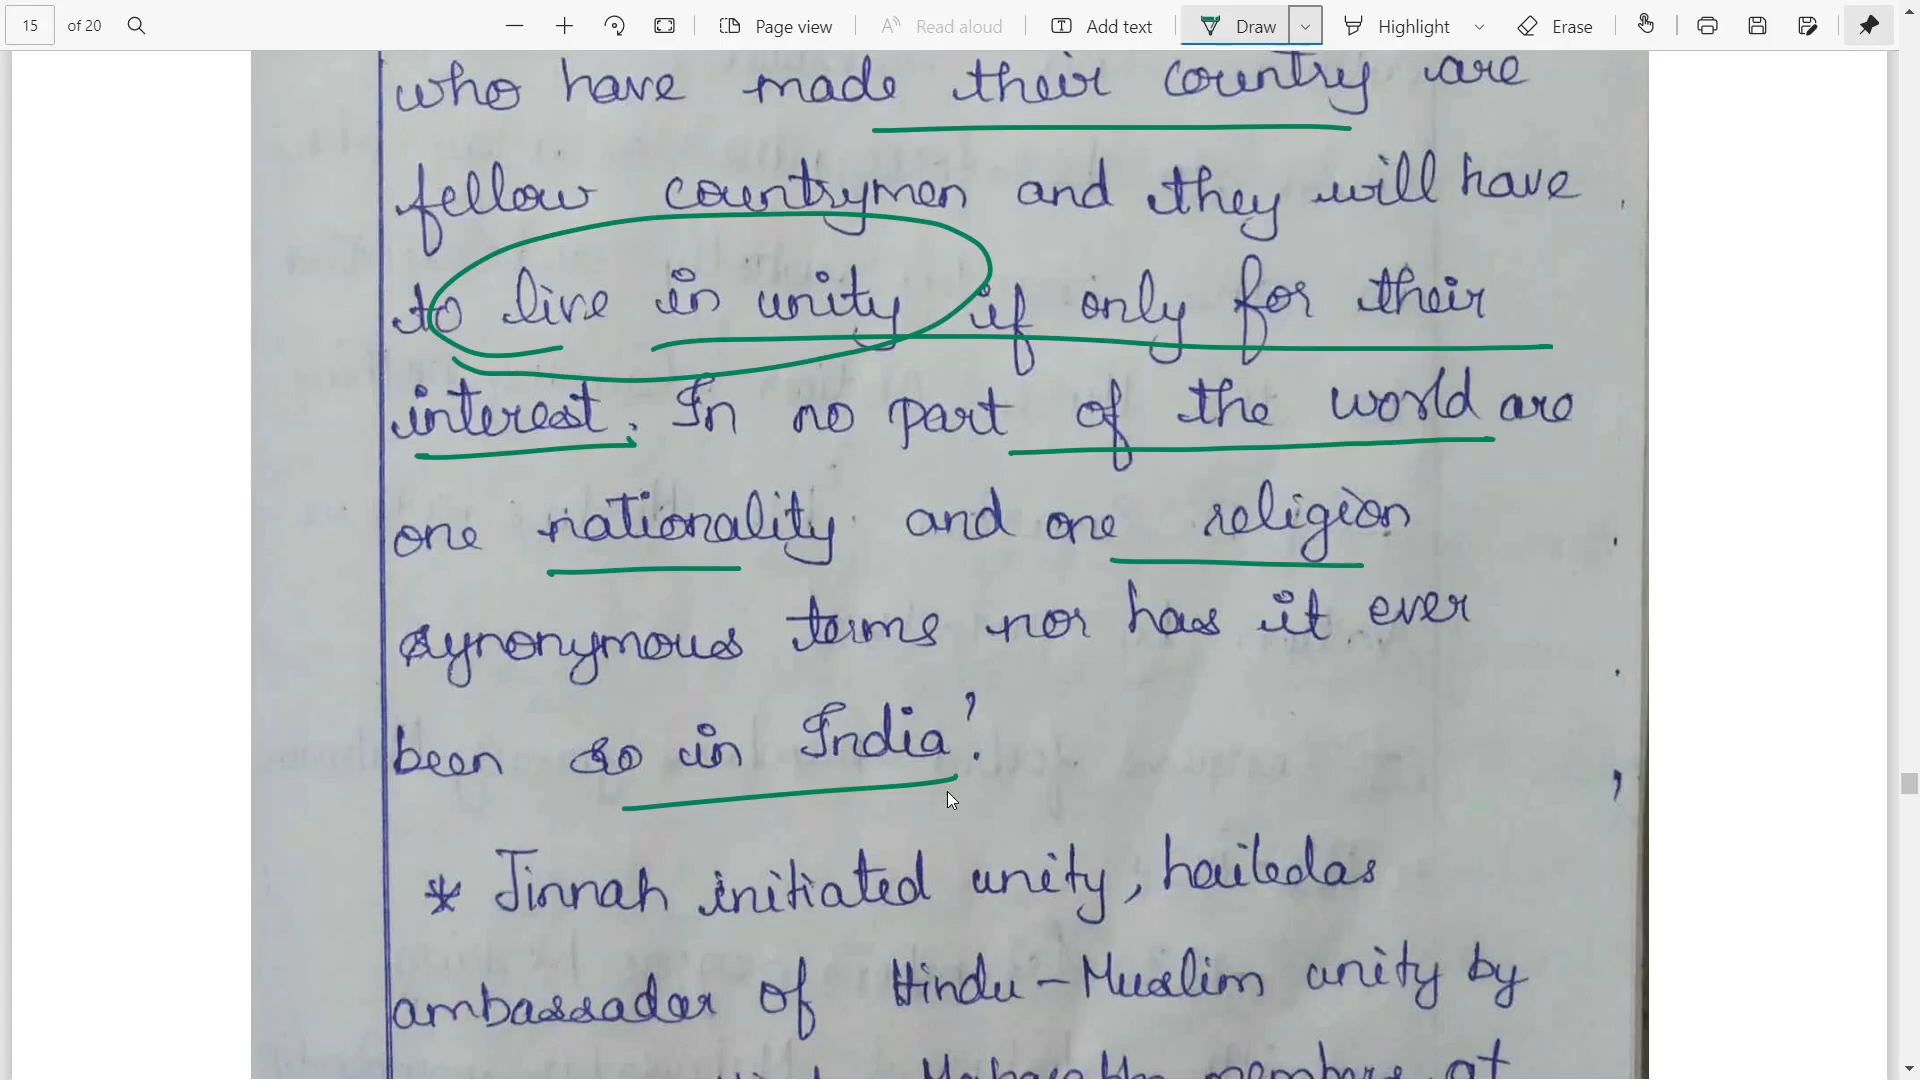 15 of 20 Page view Read aloud Add text Draw Highlight Erase
who have made their country are
fellow countrymen and they will have
to live in unity if only for their
interest. In no part of the world are
one nationality and one religion
synonymous terms nor has it ever
been so in India'.
* Jinnah initiated unity, hailedas
ambassador of Hindu-Muslim unity by
members at